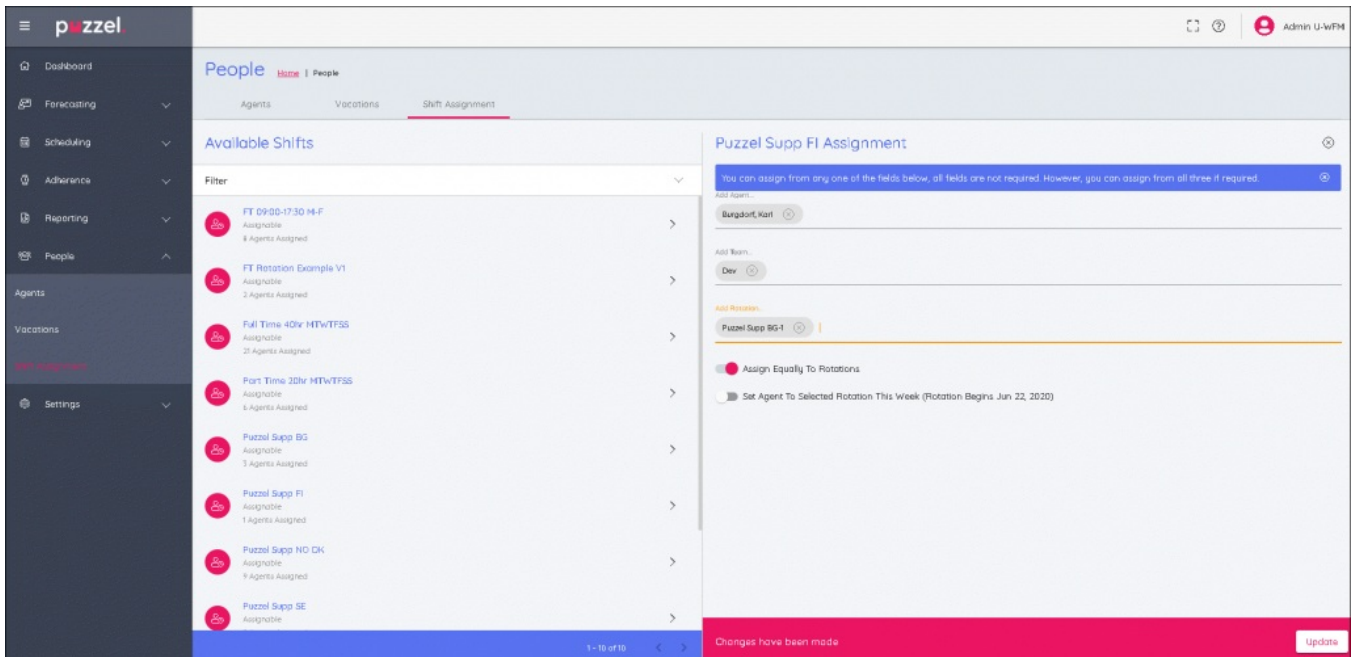 puzzel.
Admin U-WFM
Dashboard
Forecasting
Scheduling
Adherence
Reporting
People
Agents
Vacations
Shift Assignment
Settings
People Home | People
Agents Vacations Shift Assignment
Available Shifts
Filter
FT 09:00-17:30 M-F
Assignable
8 Agents Assigned
FT Rotation Example V1
Assignable
2 Agents Assigned
Full Time 40hr MTWTFSS
Assignable
21 Agents Assigned
Part Time 20hr MTWTFSS
Assignable
6 Agents Assigned
Puzzel Supp BG
Assignable
3 Agents Assigned
Puzzel Supp FI
Assignable
1 Agents Assigned
Puzzel Supp NO DK
Assignable
9 Agents Assigned
Puzzel Supp SE
Assignable
1 - 10 of 10
Puzzel Supp FI Assignment
You can assign from any one of the fields below, all fields are not required. However, you can assign from all three if required.
Add Agent...
Burgdorf, Karl
Add Team...
Dev
Add Rotation...
Puzzel Supp BG-1
Assign Equally To Rotations
Set Agent To Selected Rotation This Week (Rotation Begins Jun 22, 2020)
Changes have been made
Update